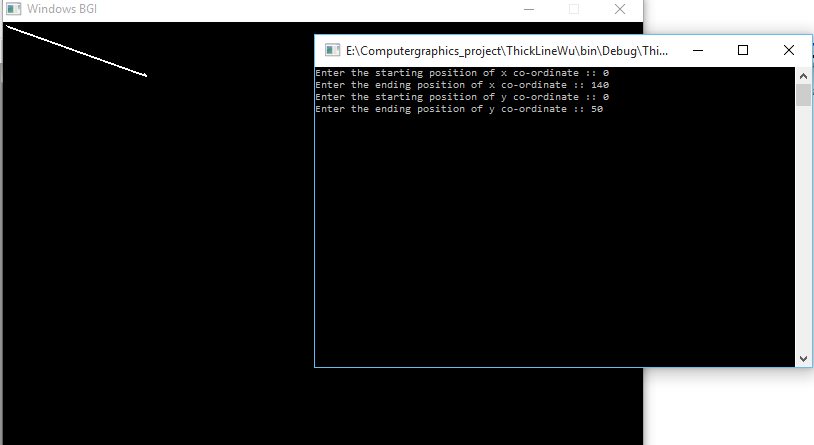 Windows BGI
E:\Computergraphics_project\ThickLineWu\bin\Debug\Thi...
Enter the starting position of x co-ordinate :: 0
Enter the ending position of x co-ordinate :: 140
Enter the starting position of y co-ordinate :: 0
Enter the ending position of y co-ordinate :: 50